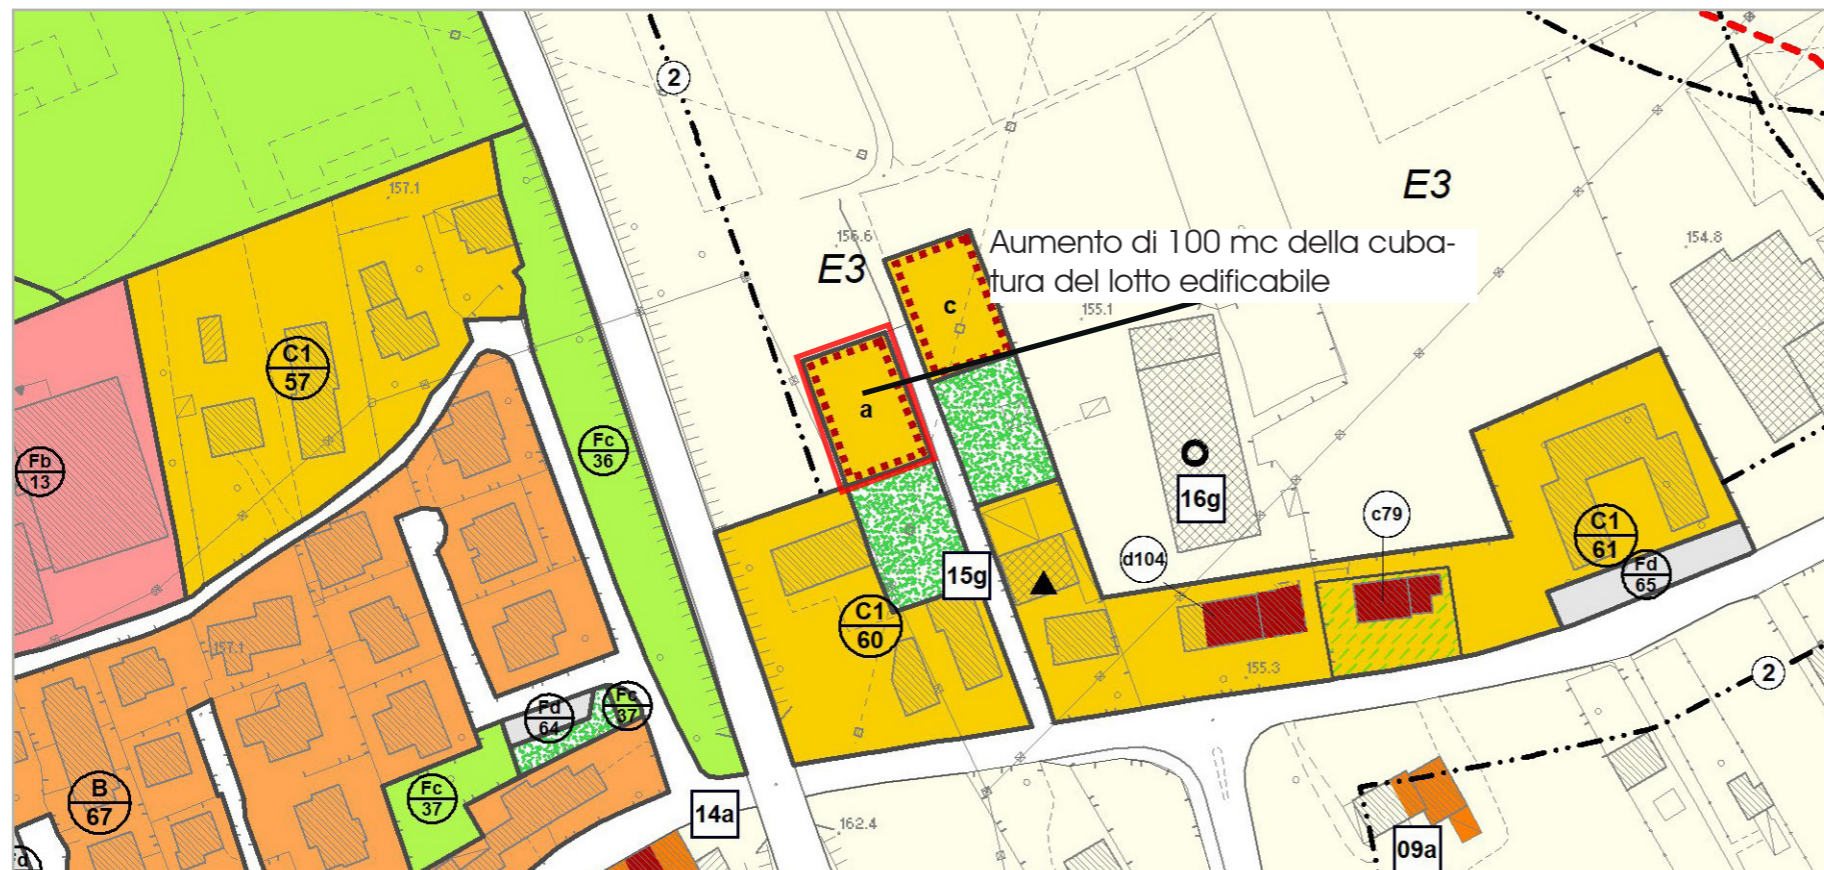 2
E3
157.1
156.6
E3
154.8
Aumento di 100 mc della cuba-
tura del lotto edificabile
c
155.1
C1
57
a
Fc
36
Fb
13
16g
c79
C1
61
d104
15g
Fd
65
C1
60
157.1
155.3
2
Fc
37
Fd
64
Fc
37
B
67
14a
162.4
09a
Fd